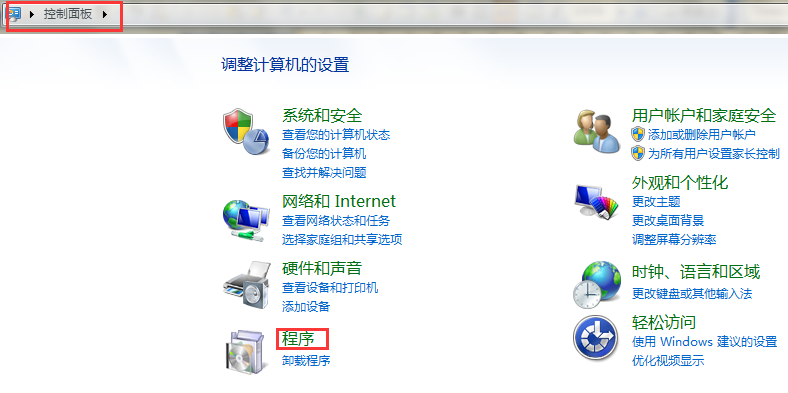 控制面板
调整计算机的设置
系统和安全
查看您的计算机状态
备份您的计算机
查找并解决问题
网络和 Internet
查看网络状态和任务
选择家庭组和共享选项
硬件和声音
查看设备和打印机
添加设备
程序
卸载程序
用户帐户和家庭安全
添加或删除用户帐户
为所有用户设置家长控制
外观和个性化
更改主题
更改桌面背景
调整屏幕分辨率
时钟、语言和区域
更改键盘或其他输入法
轻松访问
使用 Windows 建议的设置
优化视频显示